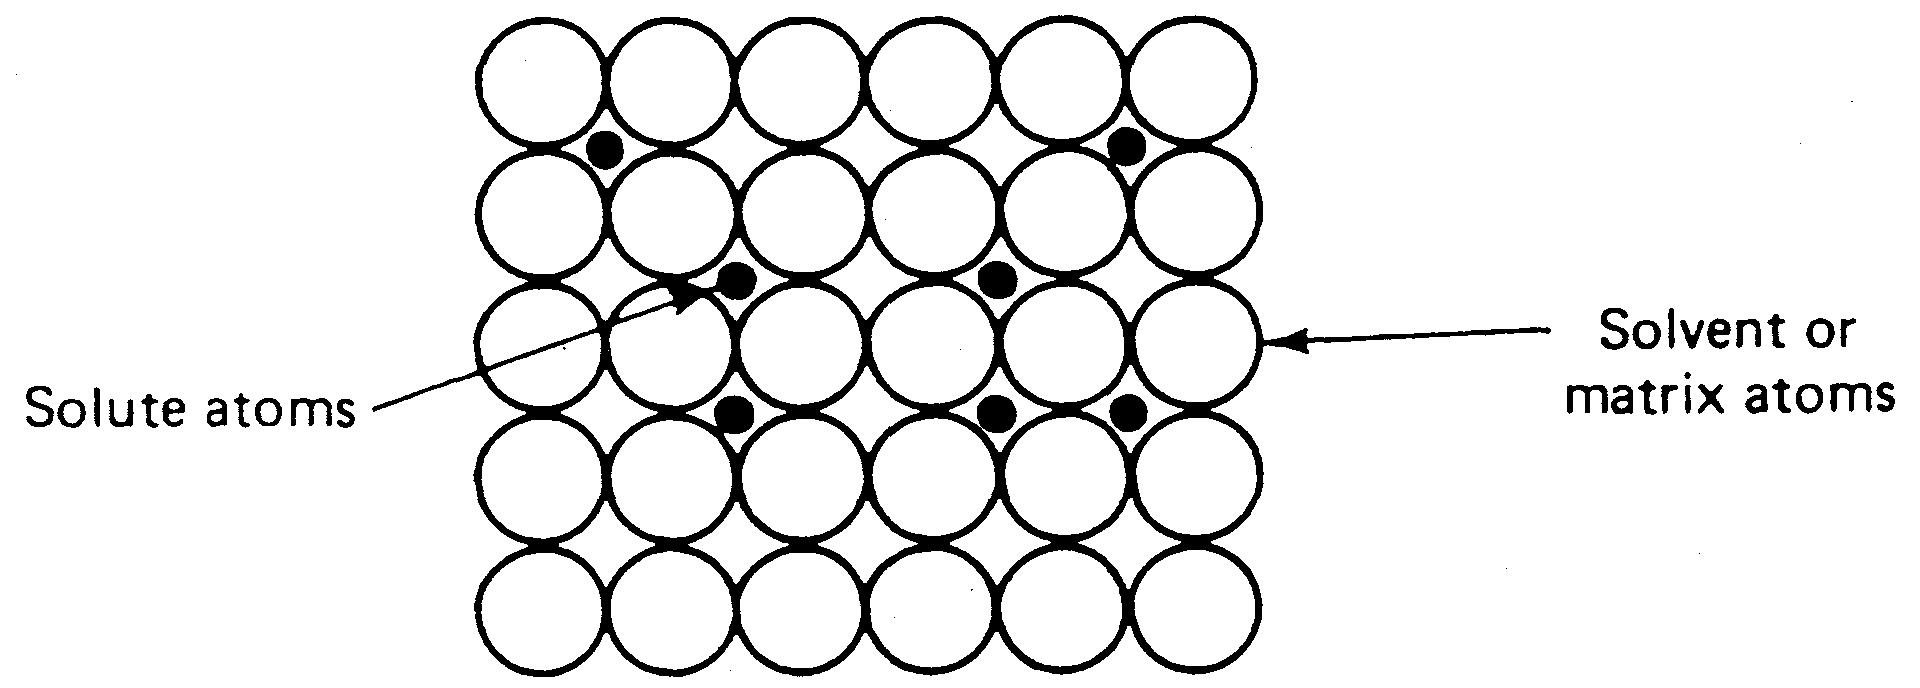 Solute atoms
Solvent or
matrix atoms